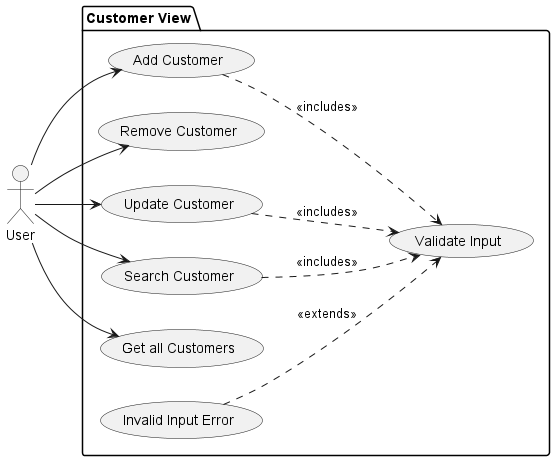 Customer View
Add Customer
«includes»
Remove Customer
Update Customer
«includes»
User
Validate Input
Search Customer
«includes»
«extends»
Get all Customers
Invalid Input Error